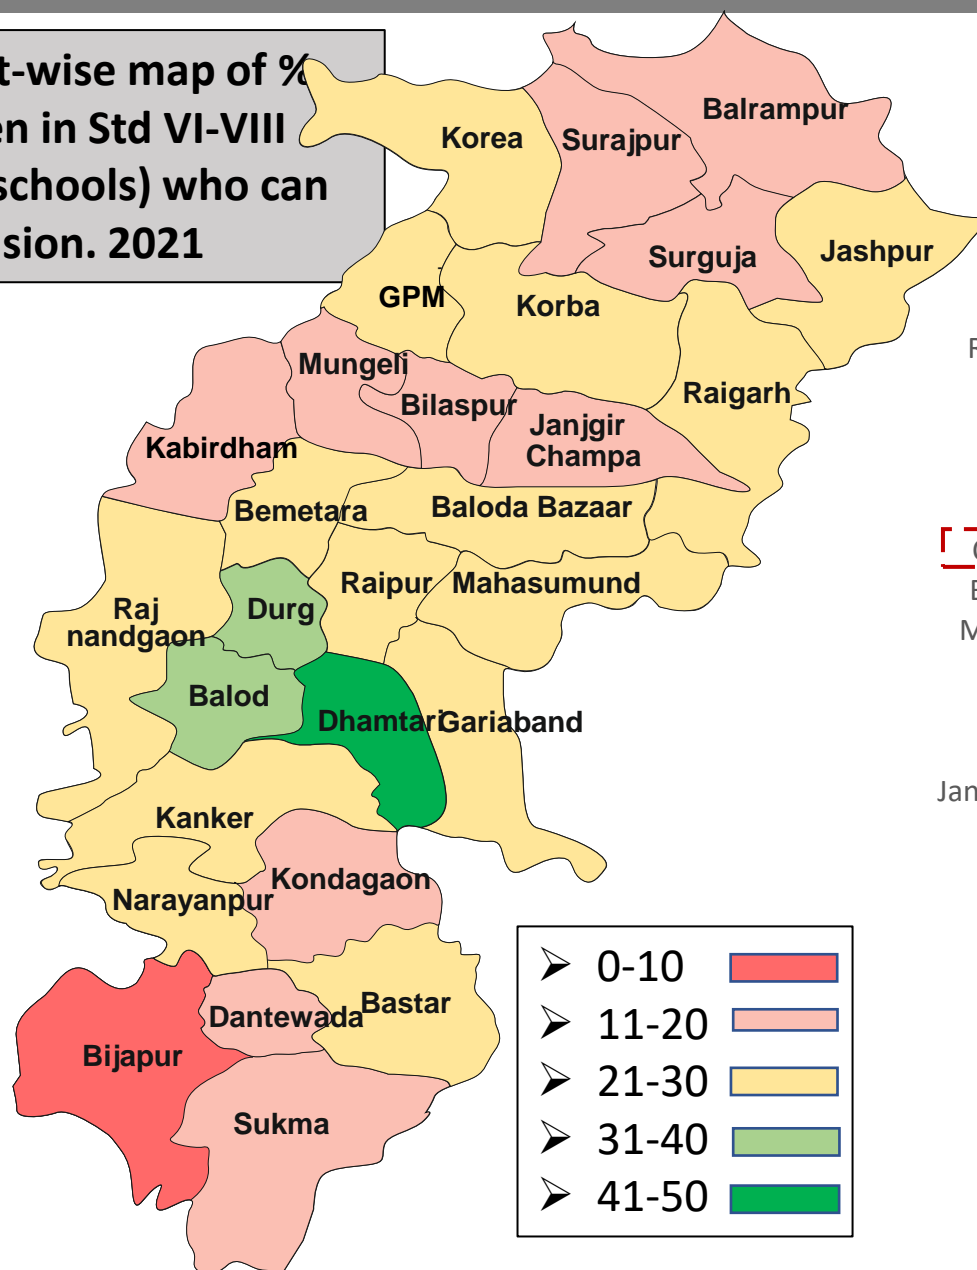 t-wise map of %
en in Std VI-VIII
schools) who can
sion. 2021
Korea
Surajpur
Balrampur
Surguja
Jashpur
GPM
Korba
Mungeli
Raigarh
Bilaspur
Janjgir
Champa
Kabirdham
Bemetara
Baloda Bazaar
Raipur
Mahasumund
Raj
nandgaon
Durg
Balod
Dhamtari
Gariaband
Kanker
Kondagaon
Narayanpur
Dantewada
Bastar
Bijapur
Sukma
➢ 0-10
➢ 11-20
➢ 21-30
➢ 31-40
➢ 41-50
R
M
Jan